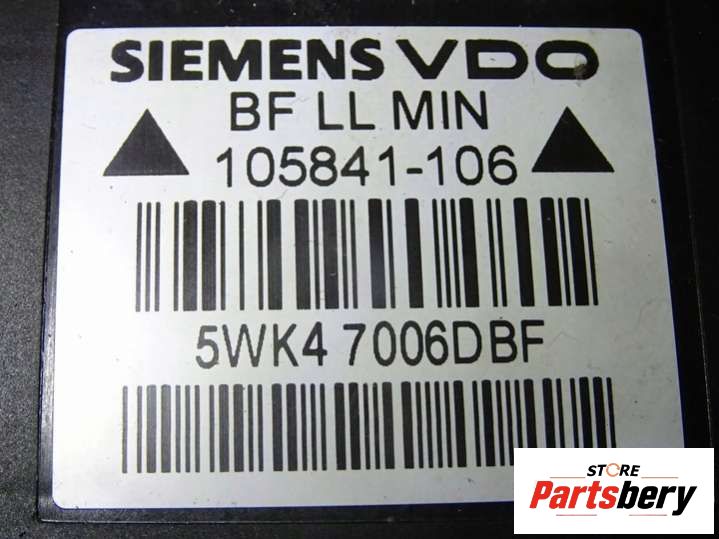 SIEMENS VDO
BF LL MIN
105841-106
5WK4 7006DBF
STORE
Partsbery